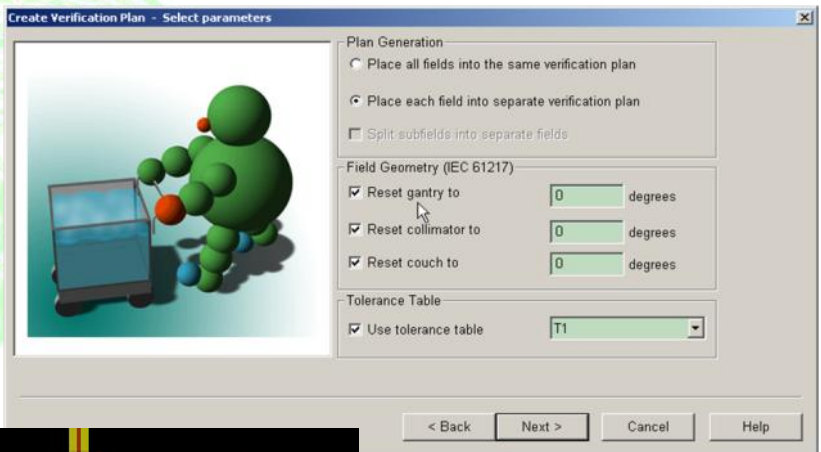 Create Verification Plan - Select parameters
Plan Generation
Place all fields into the same verification plan
Place each field into separate verification plan
Split subfields into separate fields
Field Geometry (IEC 61217)
Reset gantry to 0 degrees
Reset collimator to 0 degrees
Reset couch to 0 degrees
Tolerance Table
Use tolerance table T1
< Back Next > Cancel Help